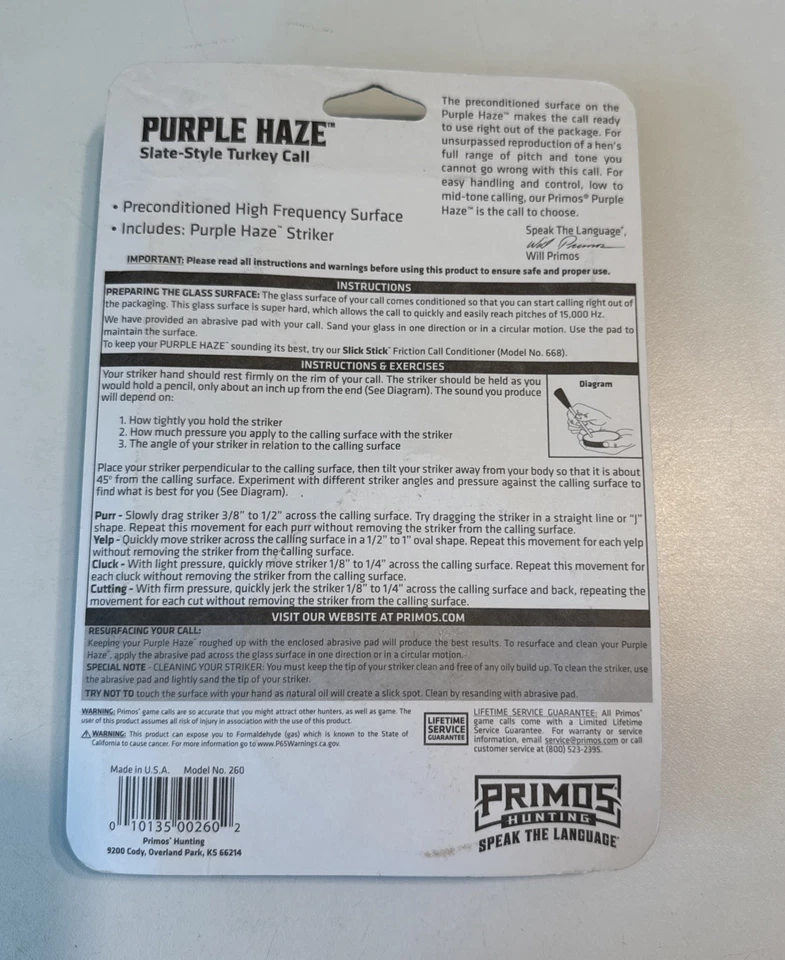 PURPLE HAZE™
Slate-Style Turkey Call
• Preconditioned High Frequency Surface
• Includes: Purple Haze™ Striker
The preconditioned surface on the
Purple Haze™ makes the call ready
to use right out of the package. For
unsurpassed reproduction of a hen's
full range of pitch and tone you
cannot go wrong with this call. For
easy handling and control, low to
mid-tone calling, our Primos® Purple
Haze™ is the call to choose.
Speak The Language®,
Will Primos
Will Primos
IMPORTANT: Please read all instructions and warnings before using this product to ensure safe and proper use.
INSTRUCTIONS
PREPARING THE GLASS SURFACE: The glass surface of your call comes conditioned so that you can start calling right out of
the packaging. This glass surface is super hard, which allows the call to quickly and easily reach pitches of 15,000 Hz.
We have provided an abrasive pad with your call. Sand your glass in one direction or in a circular motion. Use the pad to
maintain the surface.
To keep your PURPLE HAZE™ sounding its best, try our Slick Stick™ Friction Call Conditioner (Model No. 668).
INSTRUCTIONS & EXERCISES
Your striker hand should rest firmly on the rim of your call. The striker should be held as you
would hold a pencil, only about an inch up from the end (See Diagram). The sound you produce
will depend on:
Diagram
1. How tightly you hold the striker
2. How much pressure you apply to the calling surface with the striker
3. The angle of your striker in relation to the calling surface
Place your striker perpendicular to the calling surface, then tilt your striker away from your body so that it is about
45° from the calling surface. Experiment with different striker angles and pressure against the calling surface to
find what is best for you (See Diagram).
Purr - Slowly drag striker 3/8" to 1/2" across the calling surface. Try dragging the striker in a straight line or "J"
shape. Repeat this movement for each purr without removing the striker from the calling surface.
Yelp - Quickly move striker across the calling surface in a 1/2" to 1" oval shape. Repeat this movement for each yelp
without removing the striker from the calling surface.
Cluck - With light pressure, quickly move striker 1/8" to 1/4" across the calling surface. Repeat this movement for
each cluck without removing the striker from the calling surface.
Cutting - With firm pressure, quickly jerk the striker 1/8" to 1/4" across the calling surface and back, repeating the
movement for each cut without removing the striker from the calling surface.
VISIT OUR WEBSITE AT PRIMOS.COM
RESURFACING YOUR CALL:
Keeping your Purple Haze™ roughed up with the enclosed abrasive pad will produce the best results. To resurface and clean your Purple
Haze™, apply the abrasive pad across the glass surface in one direction or in a circular motion.
SPECIAL NOTE - CLEANING YOUR STRIKER: You must keep the tip of your striker clean and free of any oily build up. To clean the striker, use
the abrasive pad and lightly sand the tip of your striker.
TRY NOT TO touch the surface with your hand as natural oil will create a slick spot. Clean by resanding with abrasive pad.
WARNING: Primos® game calls are so accurate that you might attract other hunters, as well as game. The
user of this product assumes all risk of injury in association with the use of this product.
⚠ WARNING: This product can expose you to Formaldehyde (gas) which is known to the State of
California to cause cancer. For more information go to www.P65Warnings.ca.gov.
LIFETIME
SERVICE
GUARANTEE
LIFETIME SERVICE GUARANTEE: All Primos®
game calls come with a Limited Lifetime
Service Guarantee. For warranty or service
information, email service@primos.com or call
customer service at (800) 523-2395.
Made in U.S.A. Model No. 260
0 10135 00260 2
Primos® Hunting
9200 Cody, Overland Park, KS 66214
PRIMOS
HUNTING
SPEAK THE LANGUAGE®